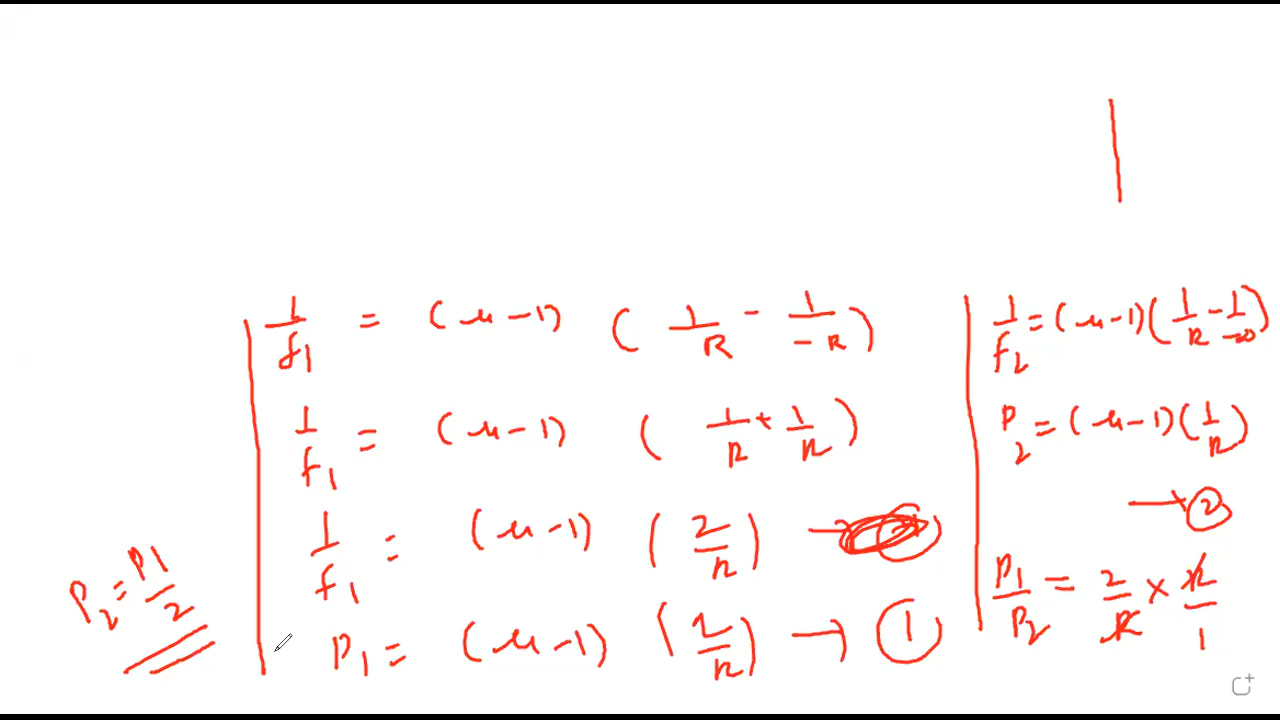 1/f₁ = (μ-1) (1/R - 1/-R)
1/f₁ = (μ-1) (1/R + 1/R)
1/f₁ = (μ-1) (2/R) →
P₁ = (μ-1) (2/R) → ①
1/f₂ = (μ-1)(1/R - 1/∞)
P₂ = (μ-1)(1/R)
→ ②
P₁/P₂ = 2/R × R/1
P₂ = P₁/2